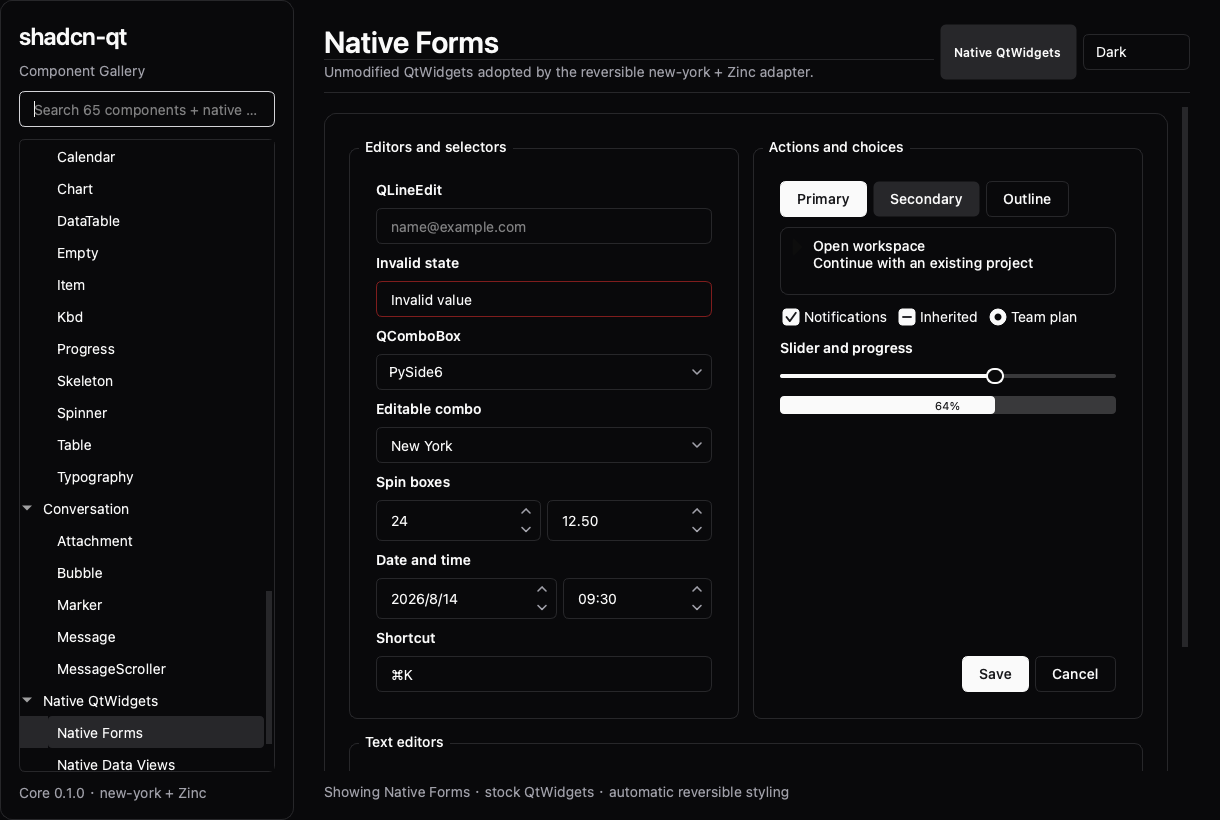 shadcn-qt
Component Gallery
Search 65 components + native ...
Calendar
Chart
DataTable
Empty
Item
Kbd
Progress
Skeleton
Spinner
Table
Typography
Conversation
Attachment
Bubble
Marker
Message
MessageScroller
Native QtWidgets
Native Forms
Native Data Views
Core 0.1.0 · new-york + Zinc
Native Forms
Unmodified QtWidgets adopted by the reversible new-york + Zinc adapter.
Native QtWidgets
Dark
Editors and selectors
QLineEdit
name@example.com
Invalid state
Invalid value
QComboBox
PySide6
Editable combo
New York
Spin boxes
24
12.50
Date and time
2026/8/14
09:30
Shortcut
⌘K
Actions and choices
Primary
Secondary
Outline
Open workspace
Continue with an existing project
Notifications
Inherited
Team plan
Slider and progress
64%
Save
Cancel
Text editors
Showing Native Forms · stock QtWidgets · automatic reversible styling